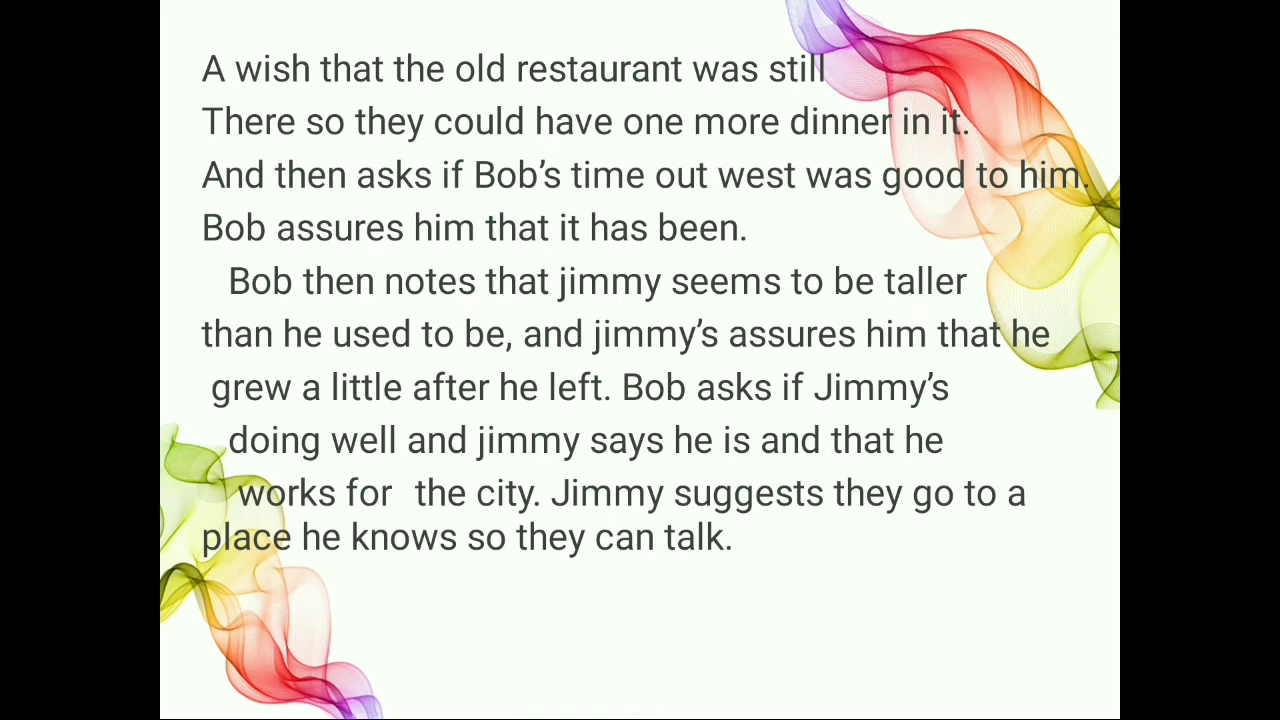 A wish that the old restaurant was still
There so they could have one more dinner in it.
And then asks if Bob’s time out west was good to him.
Bob assures him that it has been.
Bob then notes that jimmy seems to be taller
than he used to be, and jimmy’s assures him that he
grew a little after he left. Bob asks if Jimmy’s
doing well and jimmy says he is and that he
works for the city. Jimmy suggests they go to a
place he knows so they can talk.